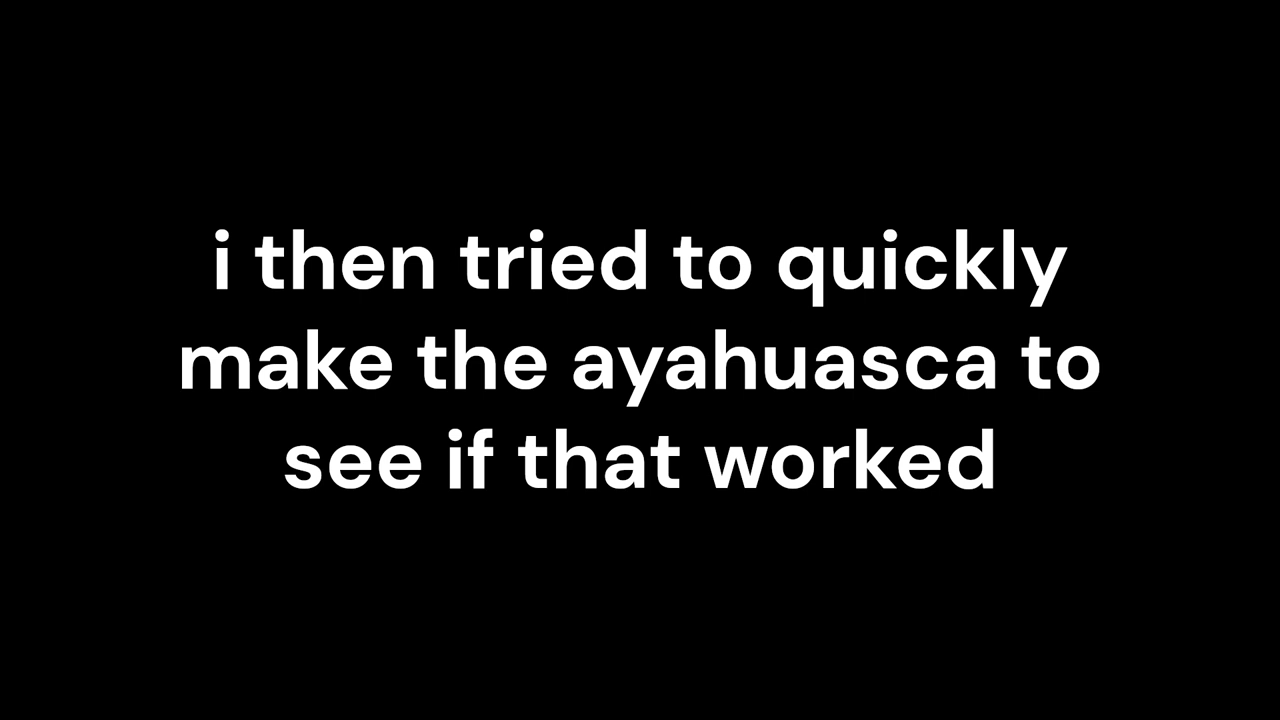 i then tried to quickly
make the ayahuasca to
see if that worked